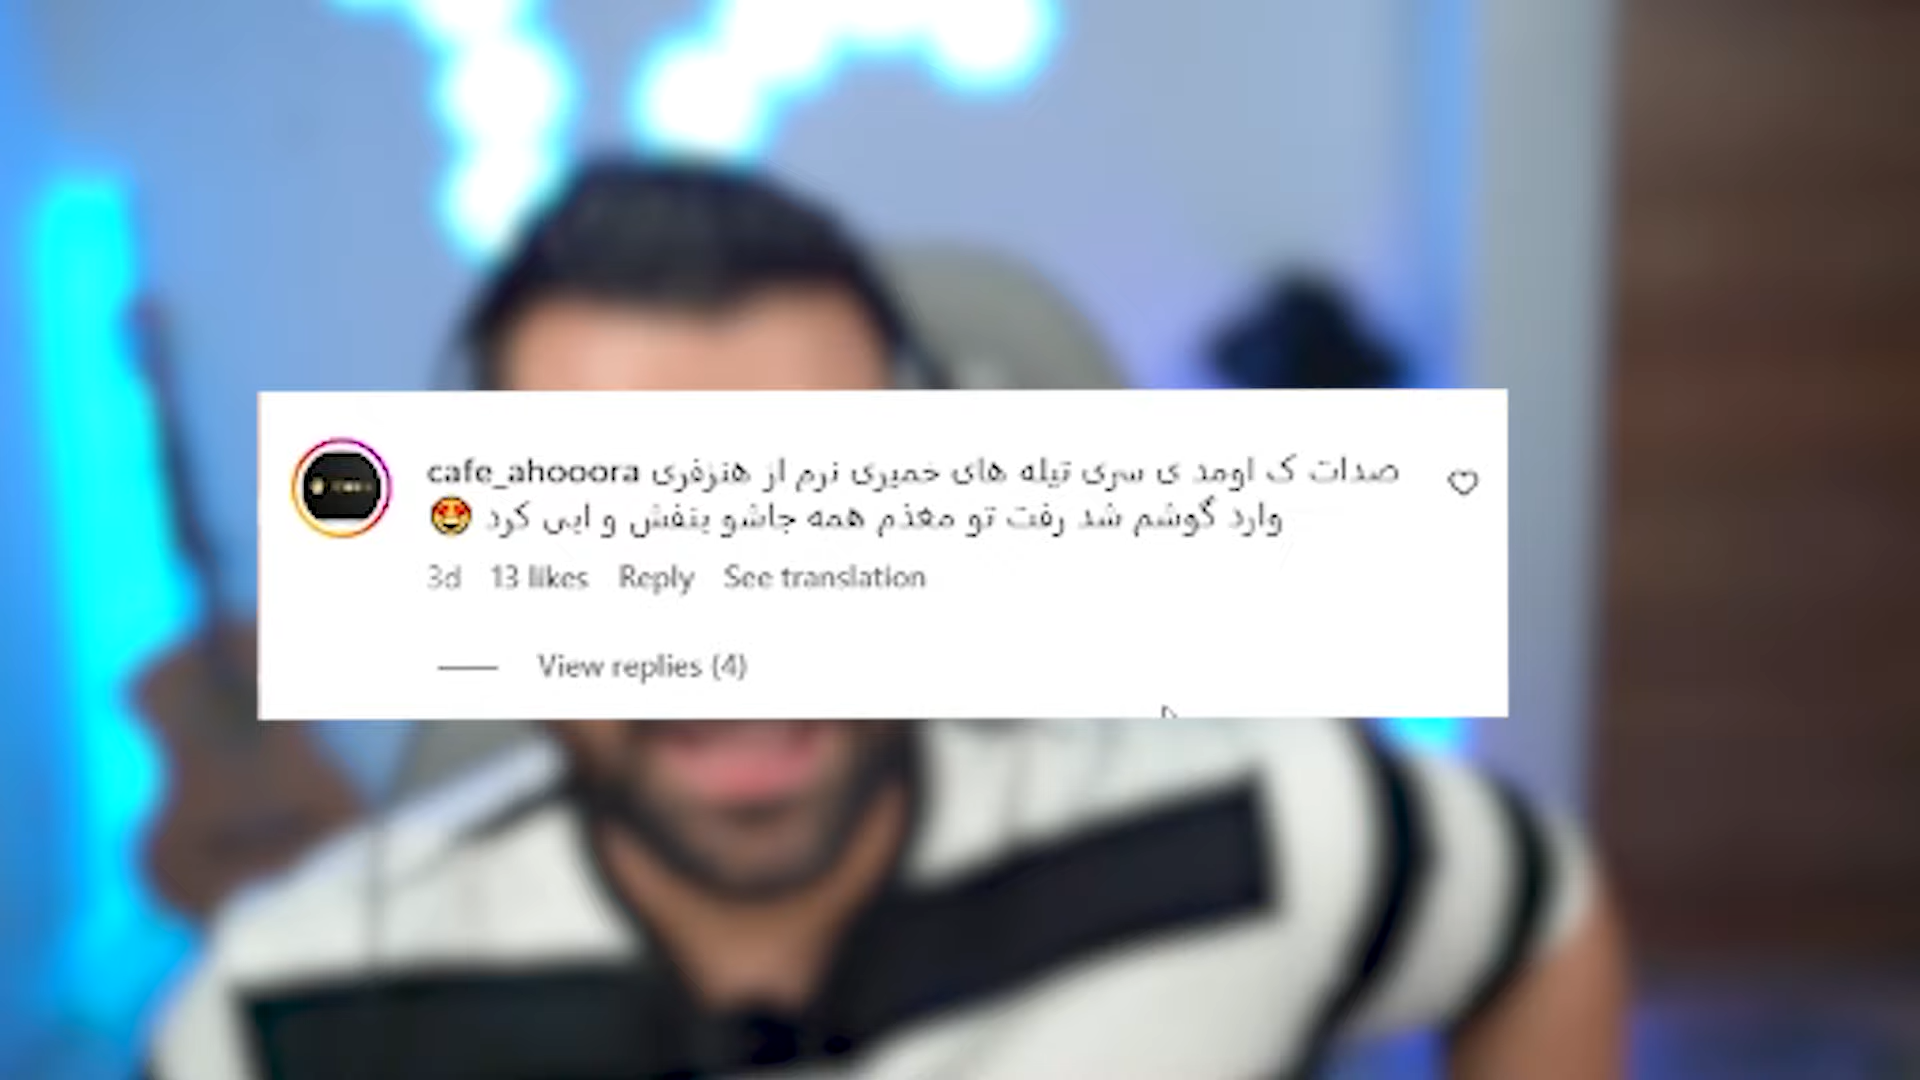 cafe_ahooora صدات ک اومد ی سری تیله های خمیری نرم از هنزفری
وارد گوشم شد رفت تو مغذم همه جاشو بنفش و ابی کرد 🤩
3d 13 likes Reply See translation
View replies (4)